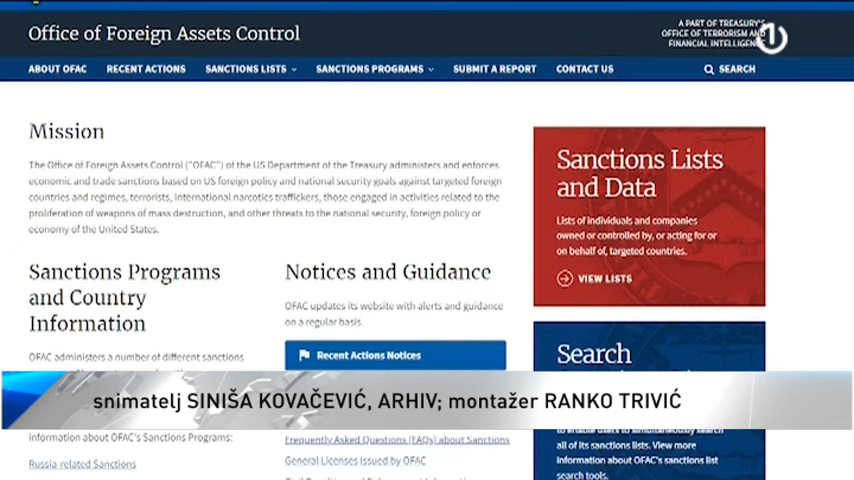 Office of Foreign Assets Control
A PART OF TREASURY'S
OFFICE OF TERRORISM AND
FINANCIAL INTELLIGENCE
1
ABOUT OFAC RECENT ACTIONS SANCTIONS LISTS SANCTIONS PROGRAMS SUBMIT A REPORT CONTACT US SEARCH
Mission
The Office of Foreign Assets Control ("OFAC") of the US Department of the Treasury administers and enforces
economic and trade sanctions based on US foreign policy and national security goals against targeted foreign
countries and regimes, terrorists, international narcotics traffickers, those engaged in activities related to the
proliferation of weapons of mass destruction, and other threats to the national security, foreign policy or
economy of the United States.
Sanctions Programs
and Country
Information
OFAC administers a number of different sanctions
information about OFAC's Sanctions Programs:
Russia-related Sanctions
Notices and Guidance
OFAC updates its website with alerts and guidance
on a regular basis.
Recent Actions Notices
Frequently Asked Questions (FAQs) about Sanctions
General Licenses Issued by OFAC
Sanctions Lists
and Data
Lists of individuals and companies
owned or controlled by, or acting for or
on behalf of, targeted countries.
VIEW LISTS
Search
to enable users to simultaneously search
all of its sanctions lists. View more
information about OFAC's sanctions list
search tools.
snimatelj SINIŠA KOVAČEVIĆ, ARHIV; montažer RANKO TRIVIĆ